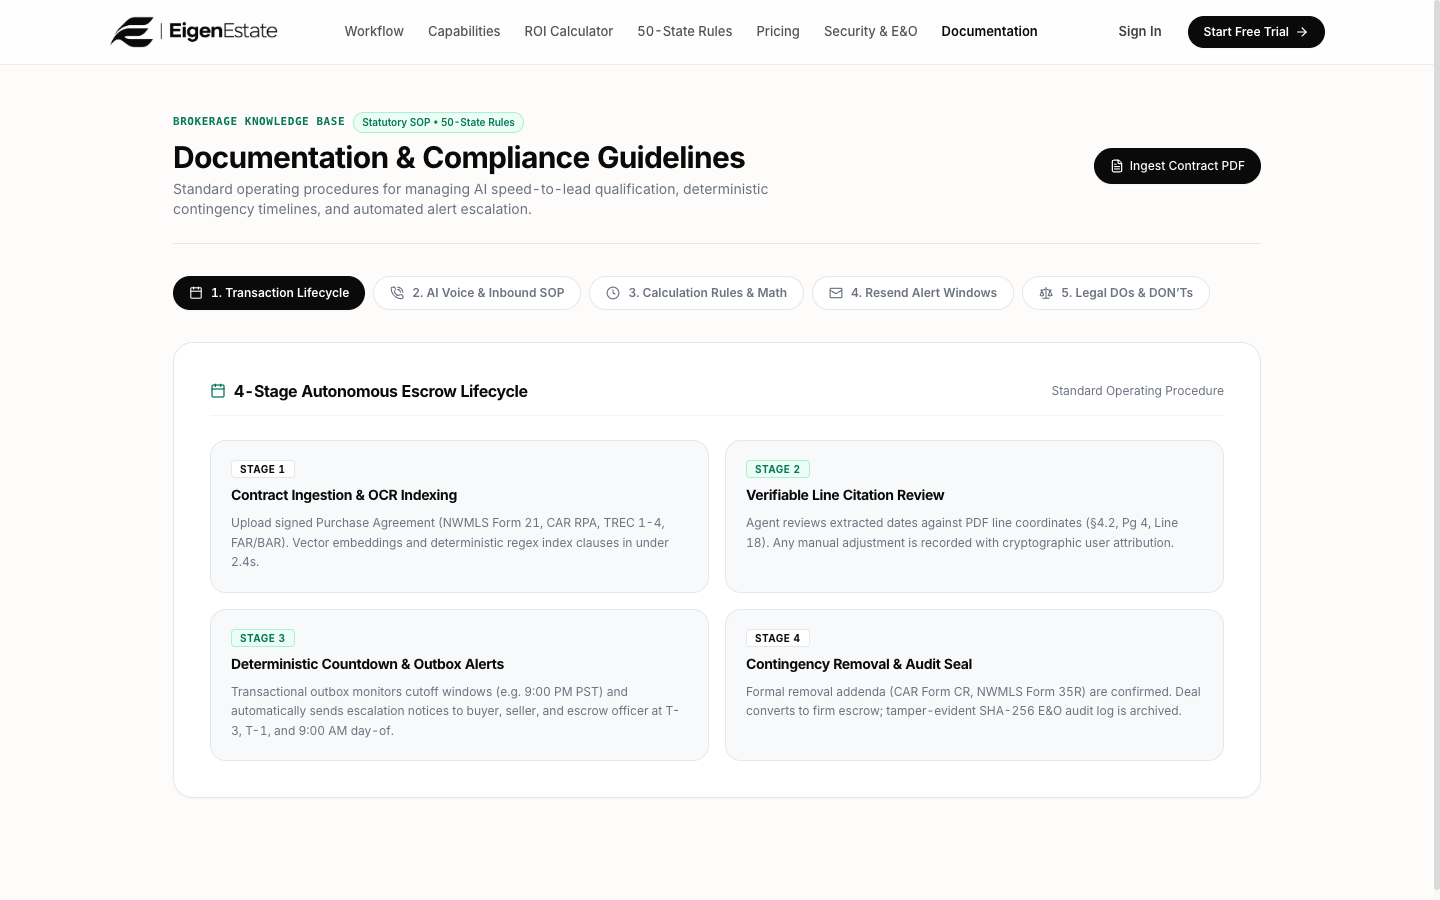 EigenEstate
Workflow
Capabilities
ROI Calculator
50-State Rules
Pricing
Security & E&O
Documentation
Sign In
Start Free Trial →
BROKERAGE KNOWLEDGE BASE
Statutory SOP • 50-State Rules
Documentation & Compliance Guidelines
Standard operating procedures for managing AI speed-to-lead qualification, deterministic
contingency timelines, and automated alert escalation.
Ingest Contract PDF
1. Transaction Lifecycle
2. AI Voice & Inbound SOP
3. Calculation Rules & Math
4. Resend Alert Windows
5. Legal DOs & DON'Ts
4-Stage Autonomous Escrow Lifecycle
Standard Operating Procedure
STAGE 1
Contract Ingestion & OCR Indexing
Upload signed Purchase Agreement (NWMLS Form 21, CAR RPA, TREC 1-4,
FAR/BAR). Vector embeddings and deterministic regex index clauses in under
2.4s.
STAGE 2
Verifiable Line Citation Review
Agent reviews extracted dates against PDF line coordinates (§4.2, Pg 4, Line
18). Any manual adjustment is recorded with cryptographic user attribution.
STAGE 3
Deterministic Countdown & Outbox Alerts
Transactional outbox monitors cutoff windows (e.g. 9:00 PM PST) and
automatically sends escalation notices to buyer, seller, and escrow officer at T-
3, T-1, and 9:00 AM day-of.
STAGE 4
Contingency Removal & Audit Seal
Formal removal addenda (CAR Form CR, NWMLS Form 35R) are confirmed. Deal
converts to firm escrow; tamper-evident SHA-256 E&O audit log is archived.